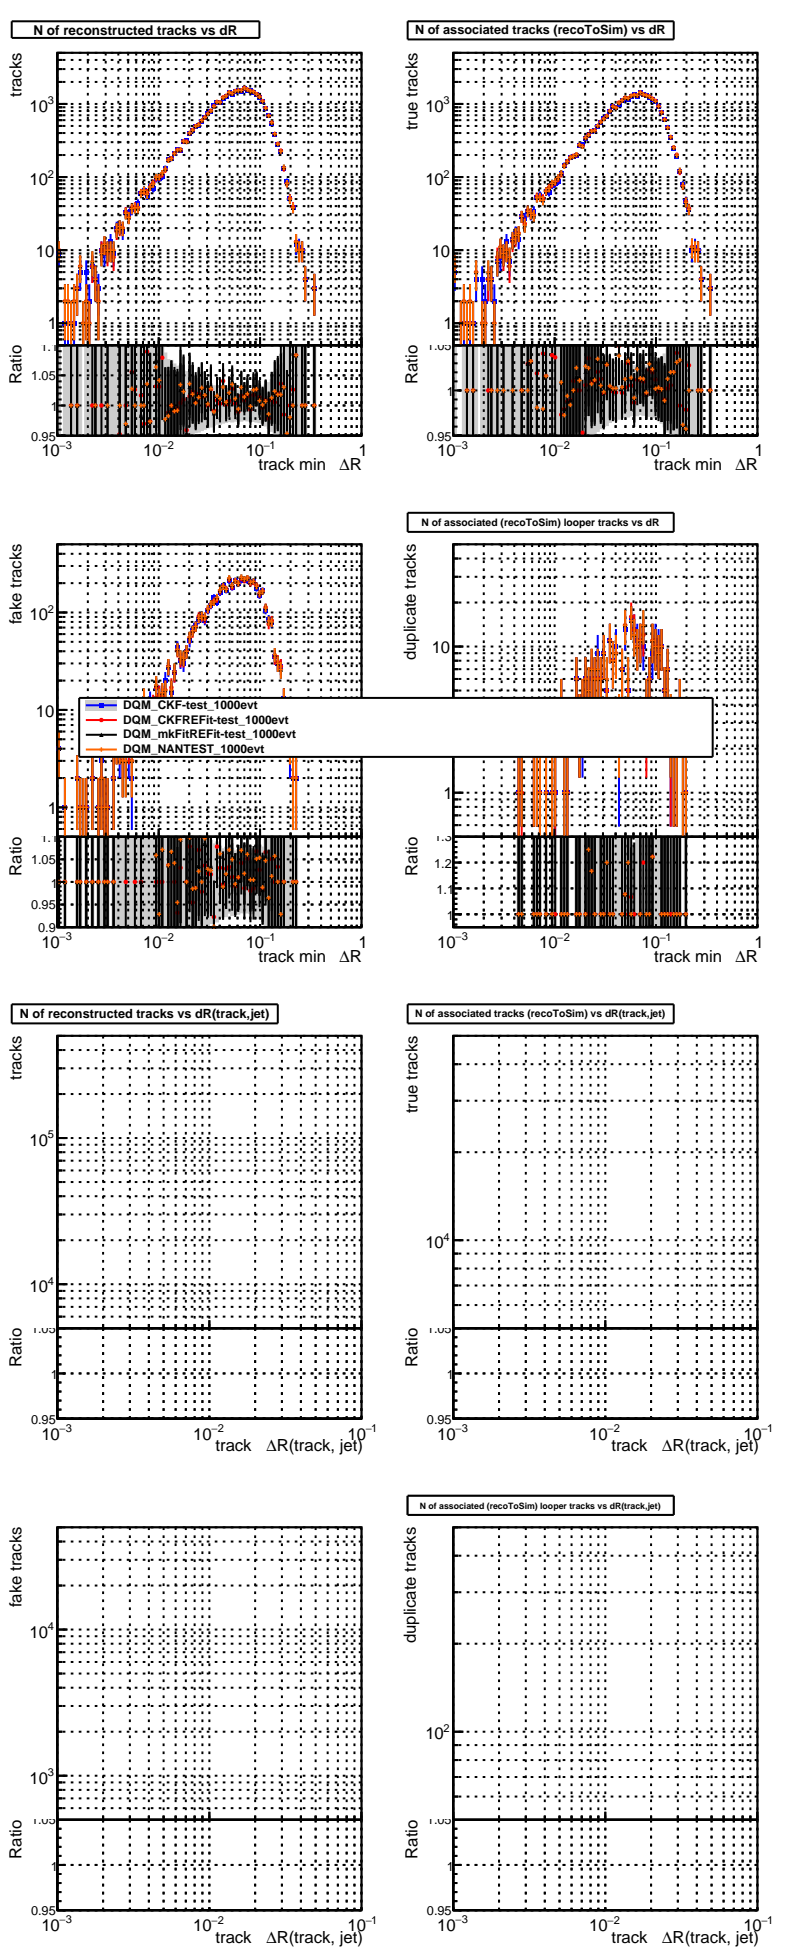 N of reconstructed tracks vs dR
N of associated tracks (recoToSim) vs dR
tracks
10³
10²
10
1
Ratio
1.1
1.05
1
0.95
10⁻³
10⁻²
10⁻¹
1
track min ΔR
true tracks
10³
10²
10
1
Ratio
1.05
1
0.95
10⁻³
10⁻²
10⁻¹
1
track min ΔR
N of associated (recoToSim) looper tracks vs dR
fake tracks
10²
10
1
Ratio
1.1
1.05
1
0.95
0.9
10⁻³
10⁻²
10⁻¹
1
track min ΔR
duplicate tracks
10
1
Ratio
1.3
1.2
1.1
1
10⁻³
10⁻²
10⁻¹
1
track min ΔR
DQM_CKF-test_1000evt
DQM_CKFREFit-test_1000evt
DQM_mkFitREFit-test_1000evt
DQM_NANTEST_1000evt
N of reconstructed tracks vs dR(track,jet)
N of associated tracks (recoToSim) vs dR(track,jet)
tracks
10⁵
10⁴
Ratio
1.05
1
0.95
10⁻³
10⁻²
10⁻¹
track ΔR(track, jet)
true tracks
10⁴
Ratio
1.05
1
0.95
10⁻³
10⁻²
10⁻¹
track ΔR(track, jet)
N of associated (recoToSim) looper tracks vs dR(track,jet)
fake tracks
10⁴
10³
Ratio
1.05
1
0.95
10⁻³
10⁻²
10⁻¹
track ΔR(track, jet)
duplicate tracks
10²
Ratio
1.05
1
0.95
10⁻³
10⁻²
10⁻¹
track ΔR(track, jet)